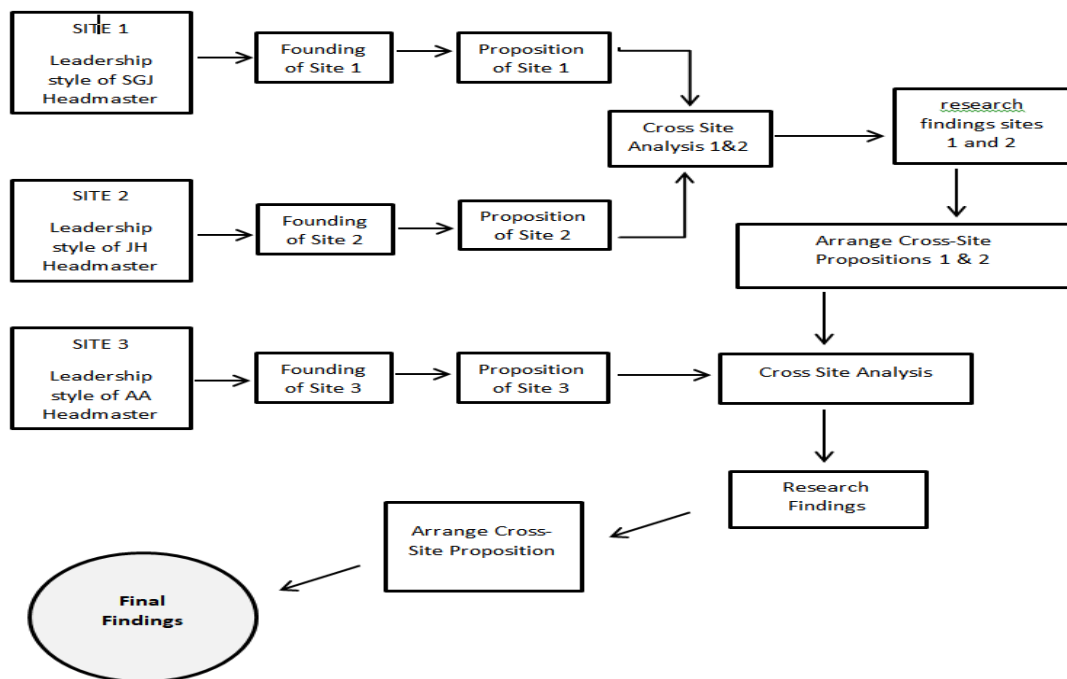 SITE 1
Leadership
style of SGJ
Headmaster
Founding
of Site 1
Proposition
of Site 1
Cross Site
Analysis 1&2
research
findings sites
1 and 2
SITE 2
Leadership
style of JH
Headmaster
Founding
of Site 2
Proposition
of Site 2
Arrange Cross-Site
Propositions 1 & 2
SITE 3
Leadership
style of AA
Headmaster
Founding
of Site 3
Proposition
of Site 3
Cross Site Analysis
Research
Findings
Arrange Cross-
Site Proposition
Final
Findings